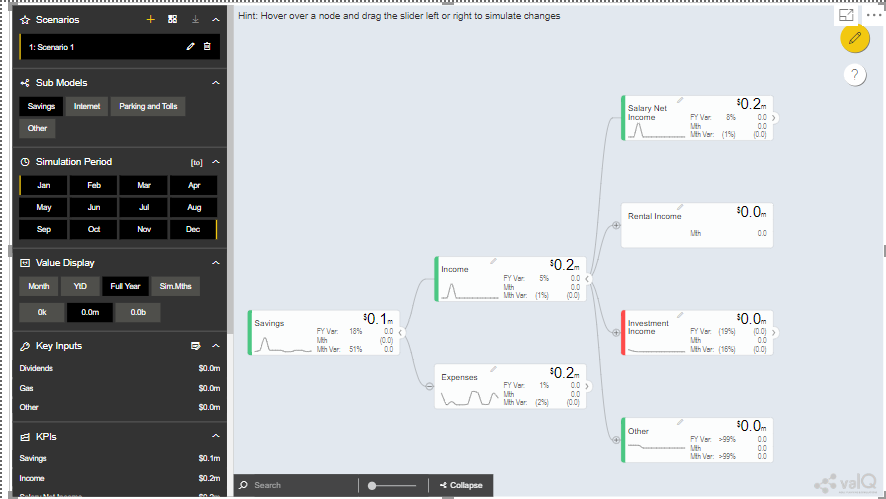 Scenarios
1: Scenario 1
Sub Models
Savings Internet Parking and Tolls
Other
Simulation Period [to]
Jan Feb Mar Apr
May Jun Jul Aug
Sep Oct Nov Dec
Value Display
Month YtD Full Year Sim.Mths
0k 0.0m 0.0b
Key Inputs
Dividends $0.0m
Gas $0.0m
Other $0.0m
KPIs
Savings $0.1m
Income $0.2m
Hint: Hover over a node and drag the slider left or right to simulate changes
?
Salary Net Income $0.2m
FY Var: 8% 0.0
Mth 0.0
Mth Var: (1%) (0.0)
Rental Income $0.0m
Mth 0.0
Income $0.2m
FY Var: 5% 0.0
Mth 0.0
Mth Var: (1%) (0.0)
Savings $0.1m
FY Var: 18% 0.0
Mth (0.0)
Mth Var: 51% 0.0
Investment Income $0.0m
FY Var: (19%) (0.0)
Mth 0.0
Mth Var: (16%) (0.0)
Expenses $0.2m
FY Var: 1% 0.0
Mth 0.0
Mth Var: (2%) (0.0)
Other $0.0m
FY Var: >99% 0.0
Mth 0.0
Mth Var: >99% 0.0
Search
Collapse
valQ